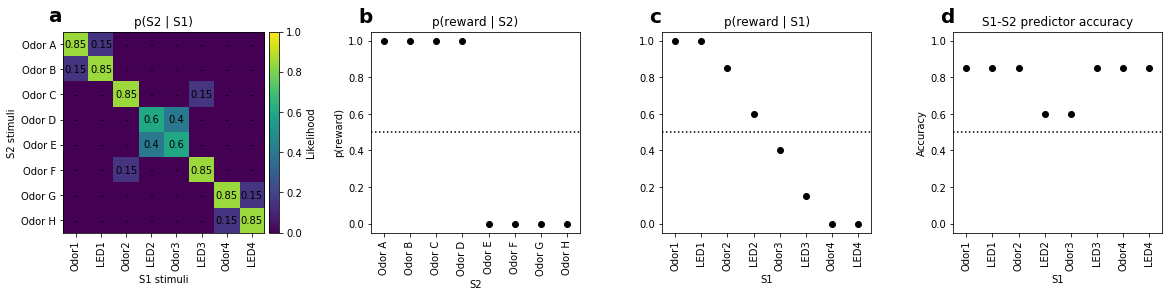 a
p(S2 | S1)
Odor A
Odor B
Odor C
Odor D
Odor E
Odor F
Odor G
Odor H
S2 stimuli
0.85 0.15
0.15 0.85
0.85 0.15
0.6 0.4
0.4 0.6
0.15 0.85
0.85 0.15
0.15 0.85
Odor1
LED1
Odor2
LED2
Odor3
LED3
Odor4
LED4
S1 stimuli
1.0
0.8
0.6
0.4
0.2
0.0
Likelihood
b
p(reward | S2)
1.0
0.8
0.6
0.4
0.2
0.0
p(reward)
Odor A
Odor B
Odor C
Odor D
Odor E
Odor F
Odor G
Odor H
S2
c
p(reward | S1)
1.0
0.8
0.6
0.4
0.2
0.0
Odor1
LED1
Odor2
LED2
Odor3
LED3
Odor4
LED4
S1
d
S1-S2 predictor accuracy
1.0
0.8
0.6
0.4
0.2
0.0
Accuracy
Odor1
LED1
Odor2
LED2
Odor3
LED3
Odor4
LED4
S1